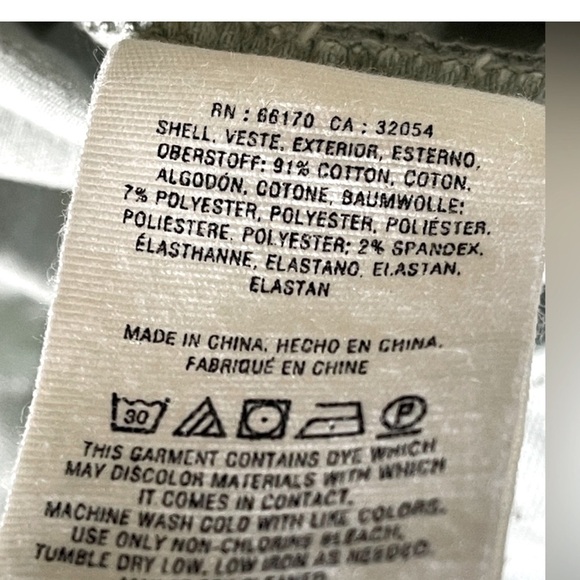 RN : 66170 CA : 32054
SHELL, VESTE, EXTERIOR, ESTERNO,
OBERSTOFF: 91% COTTON, COTON,
ALGODÓN, COTONE, BAUMWOLLE;
7% POLYESTER, POLYESTER, POLIÉSTER,
POLIESTERE, POLYESTER; 2% SPANDEX,
ÉLASTHANNE, ELASTANO, ELASTAN,
ELASTAN
MADE IN CHINA, HECHO EN CHINA,
FABRIQUÉ EN CHINE
30 P
THIS GARMENT CONTAINS DYE WHICH
MAY DISCOLOR MATERIALS WITH WHICH
IT COMES IN CONTACT.
MACHINE WASH COLD WITH LIKE COLORS.
USE ONLY NON-CHLORINE BLEACH.
TUMBLE DRY LOW, LOW IRON AS NEEDED.